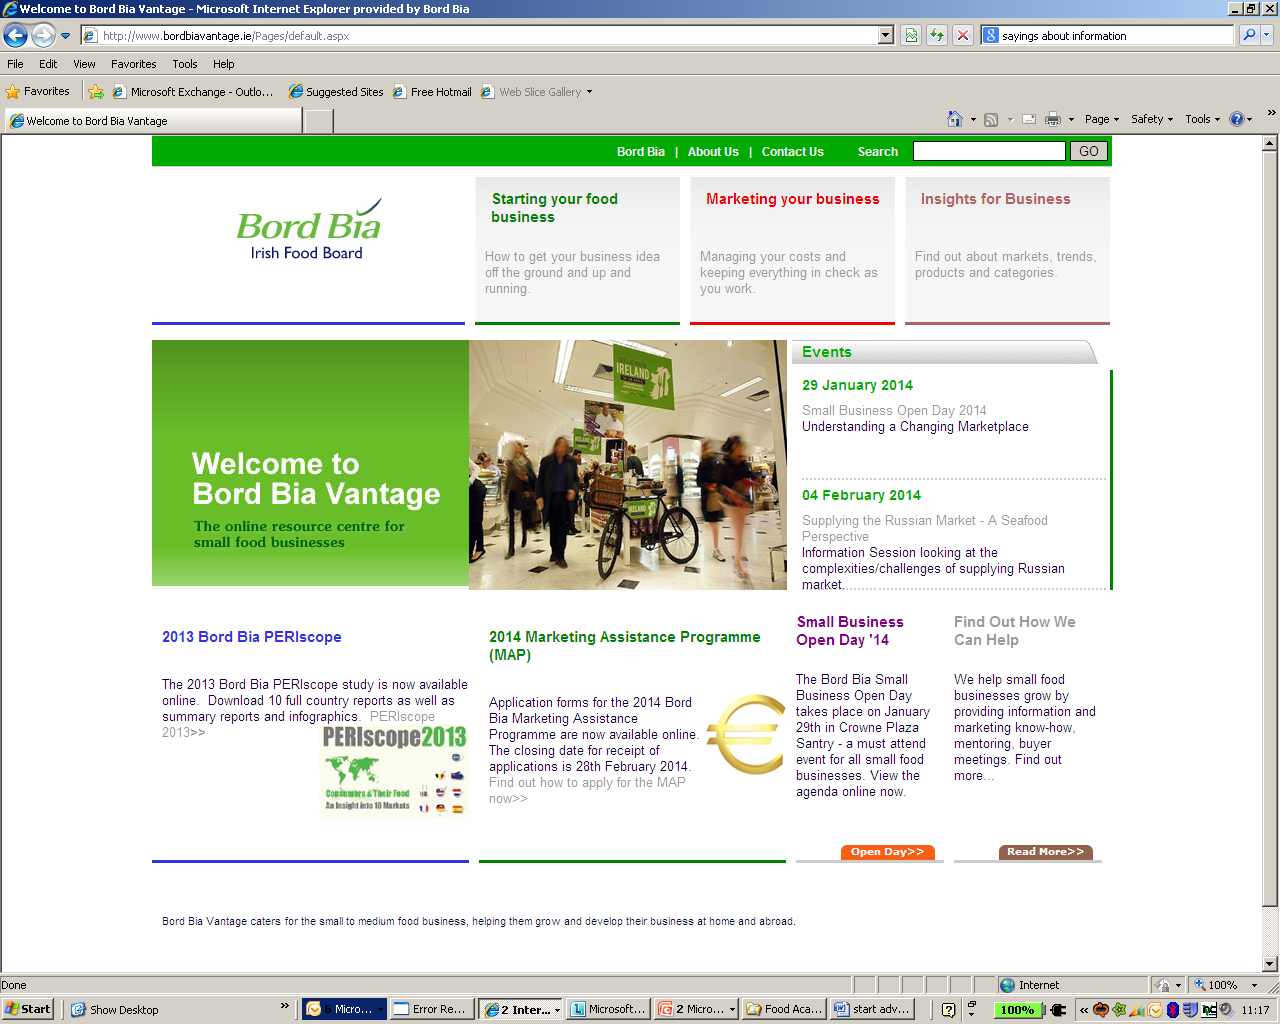 Welcome to Bord Bia Vantage - Microsoft Internet Explorer provided by Bord Bia
http://www.bordbiavantage.ie/Pages/default.aspx
sayings about information
File Edit View Favorites Tools Help
Favorites Microsoft Exchange - Outlo... Suggested Sites Free Hotmail Web Slice Gallery
Welcome to Bord Bia Vantage
Page Safety Tools
Bord Bia | About Us | Contact Us Search GO
Bord Bia
Irish Food Board
Starting your food
business
How to get your business idea
off the ground and up and
running.
Marketing your business
Managing your costs and
keeping everything in check as
you work.
Insights for Business
Find out about markets, trends,
products and categories.
Welcome to
Bord Bia Vantage
The online resource centre for
small food businesses
IRELAND
IRELAND
Events
29 January 2014
Small Business Open Day 2014
Understanding a Changing Marketplace
04 February 2014
Supplying the Russian Market - A Seafood
Perspective
Information Session looking at the
complexities/challenges of supplying Russian
market.
2013 Bord Bia PERIscope
The 2013 Bord Bia PERIscope study is now available
online. Download 10 full country reports as well as
summary reports and infographics. PERIscope
2013>>
PERIscope2013
Consumers & Their Food
An Insight into 10 Markets
2014 Marketing Assistance Programme
(MAP)
Application forms for the 2014 Bord
Bia Marketing Assistance
Programme are now available online.
The closing date for receipt of
applications is 28th February 2014.
Find out how to apply for the MAP
now>>
€
Small Business
Open Day '14
The Bord Bia Small
Business Open Day
takes place on January
29th in Crowne Plaza
Santry - a must attend
event for all small food
businesses. View the
agenda online now.
Open Day>>
Find Out How We
Can Help
We help small food
businesses grow by
providing information and
marketing know-how,
mentoring, buyer
meetings. Find out
more...
Read More>>
Bord Bia Vantage caters for the small to medium food business, helping them grow and develop their business at home and abroad.
Done Internet 100%
Start Show Desktop » 6 Micro... Error Re... 2 Inter... Microsoft... 2 Micro... Food Aca... start adv... 100% « 11:17